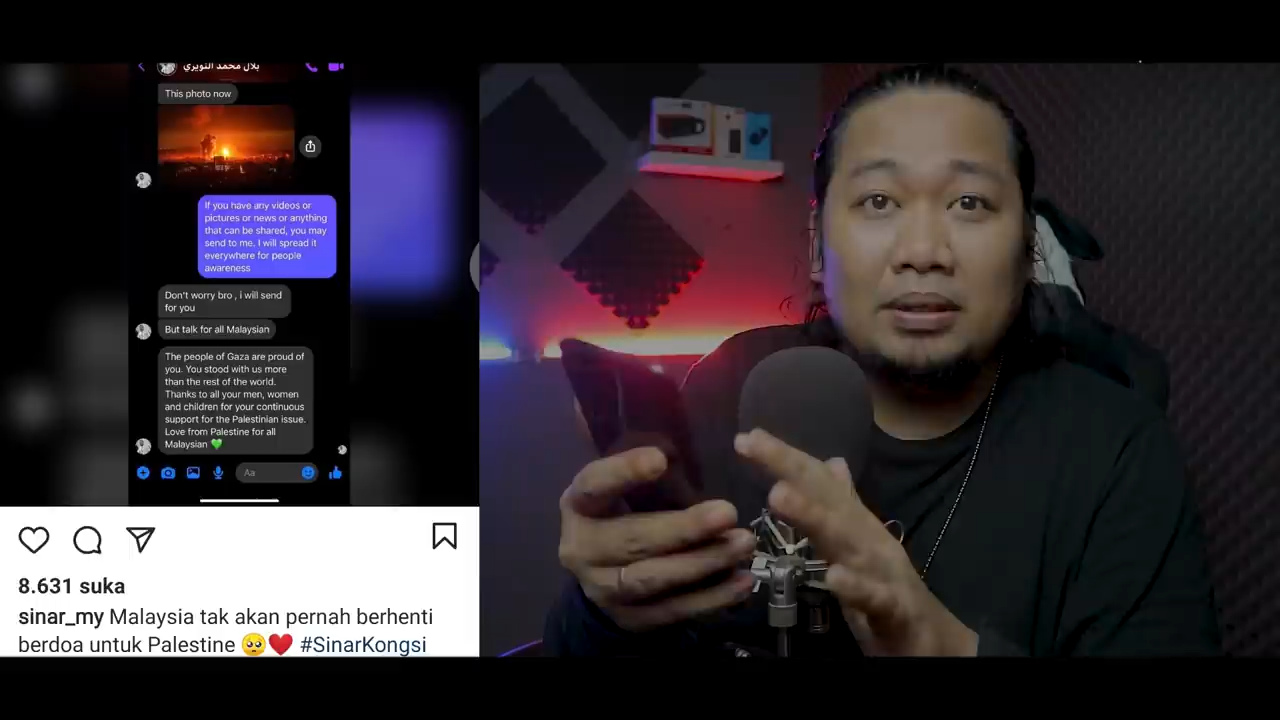 بلال محمد النويري
This photo now
If you have any videos or
pictures or news or anything
that can be shared, you may
send to me. I will spread it
everywhere for people
awareness
Don't worry bro , i will send
for you
But talk for all Malaysian
The people of Gaza are proud of
you. You stood with us more
than the rest of the world.
Thanks to all your men, women
and children for your continuous
support for the Palestinian issue.
Love from Palestine for all
Malaysian 💚
Aa
8.631 suka
sinar_my Malaysia tak akan pernah berhenti
berdoa untuk Palestine 🥺❤️ #SinarKongsi